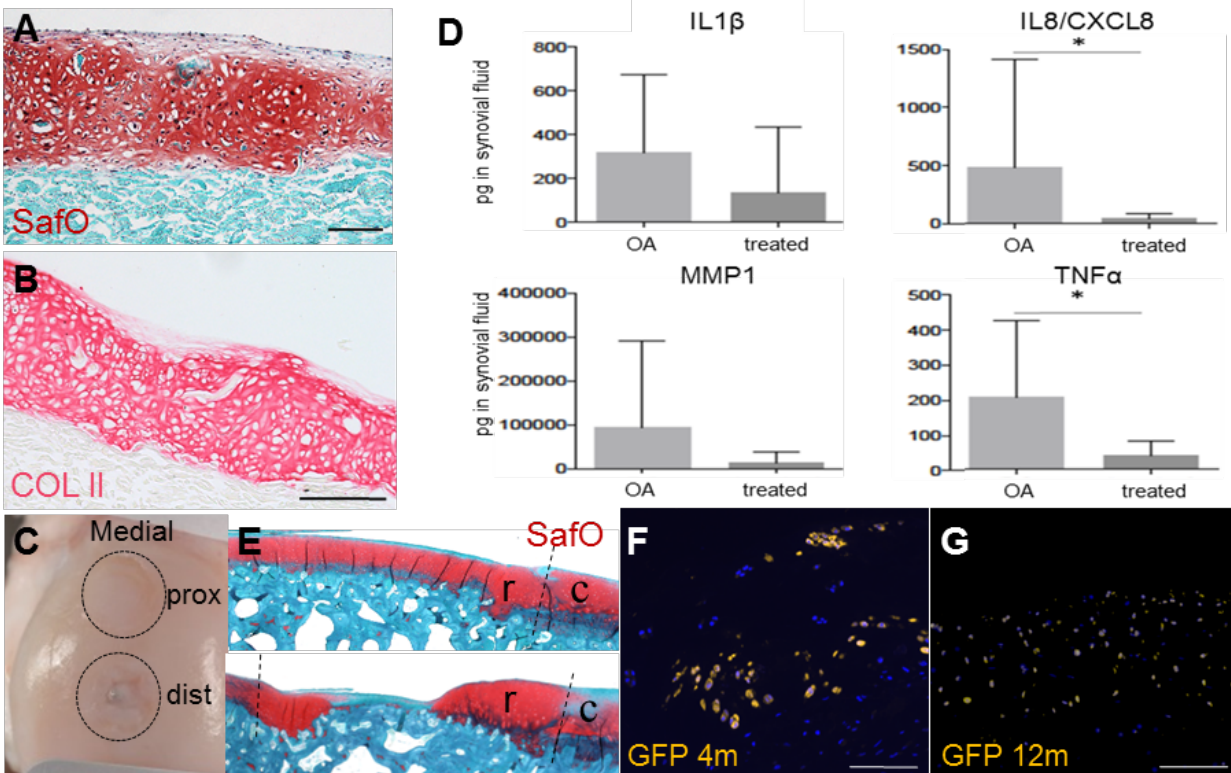 A
SafO
B
COL II
C
Medial
prox
dist
D
IL1β
pg in synovial fluid
800
600
400
200
0
OA
treated
IL8/CXCL8
*
1500
1000
500
0
OA
treated
MMP1
pg in synovial fluid
400000
300000
200000
100000
0
OA
treated
TNFα
*
500
400
300
200
100
0
OA
treated
E
SafO
r
c
r
c
F
GFP 4m
G
GFP 12m